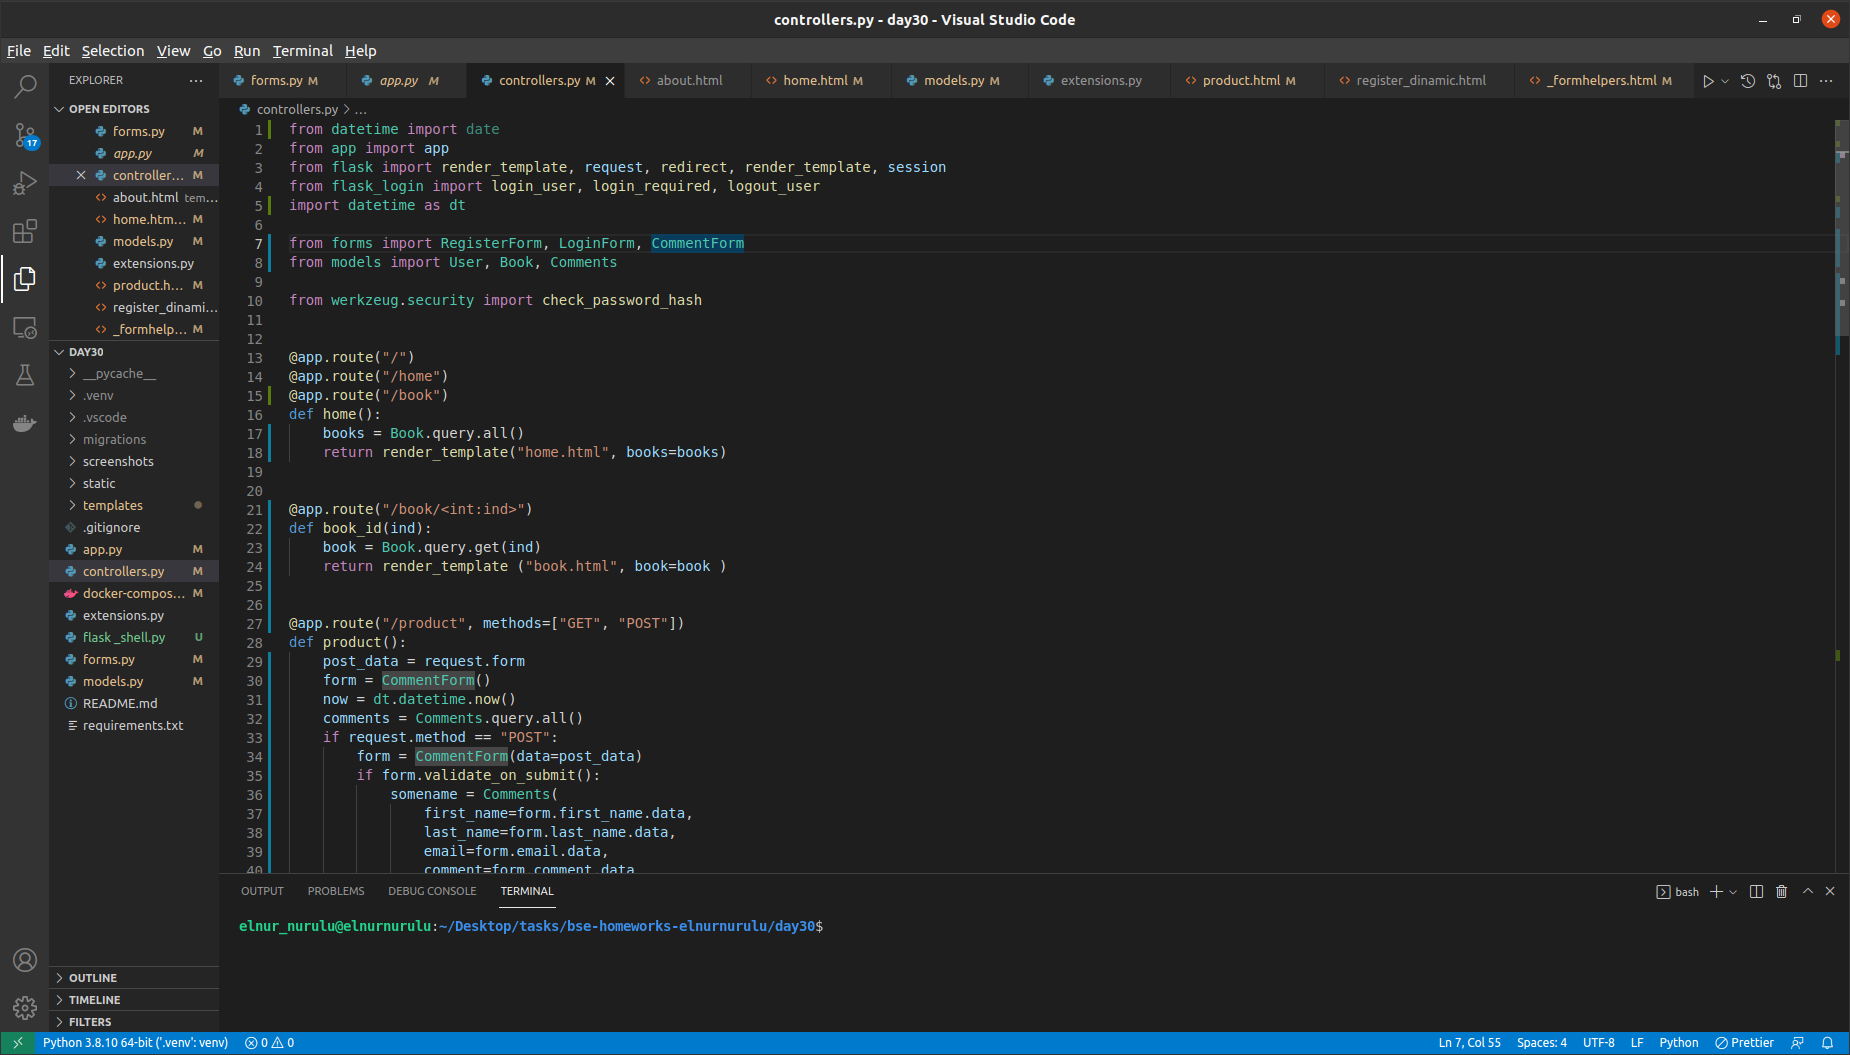 controllers.py - day30 - Visual Studio Code
File Edit Selection View Go Run Terminal Help
EXPLORER
OPEN EDITORS
forms.py M
app.py M
controller... M
about.html tem...
home.htm... M
models.py M
extensions.py
product.h... M
register_dinami...
_formhelp... M
DAY30
__pycache__
.venv
.vscode
migrations
screenshots
static
templates
.gitignore
app.py M
controllers.py M
docker-compos... M
extensions.py
flask _shell.py U
forms.py M
models.py M
README.md
requirements.txt
OUTLINE
TIMELINE
FILTERS
17
forms.py M app.py M controllers.py M about.html home.html M models.py M extensions.py product.html M register_dinamic.html _formhelpers.html M
controllers.py > ...
1 from datetime import date
2 from app import app
3 from flask import render_template, request, redirect, render_template, session
4 from flask_login import login_user, login_required, logout_user
5 import datetime as dt
6
7 from forms import RegisterForm, LoginForm, CommentForm
8 from models import User, Book, Comments
9
10 from werkzeug.security import check_password_hash
11
12
13 @app.route("/")
14 @app.route("/home")
15 @app.route("/book")
16 def home():
17     books = Book.query.all()
18     return render_template("home.html", books=books)
19
20
21 @app.route("/book/<int:ind>")
22 def book_id(ind):
23     book = Book.query.get(ind)
24     return render_template ("book.html", book=book )
25
26
27 @app.route("/product", methods=["GET", "POST"])
28 def product():
29     post_data = request.form
30     form = CommentForm()
31     now = dt.datetime.now()
32     comments = Comments.query.all()
33     if request.method == "POST":
34         form = CommentForm(data=post_data)
35         if form.validate_on_submit():
36             somename = Comments(
37                 first_name=form.first_name.data,
38                 last_name=form.last_name.data,
39                 email=form.email.data,
40                 comment=form.comment.data
OUTPUT PROBLEMS DEBUG CONSOLE TERMINAL
bash
elnur_nurulu@elnurnurulu:~/Desktop/tasks/bse-homeworks-elnurnurulu/day30$
Python 3.8.10 64-bit ('.venv': venv) 0 0
Ln 7, Col 55 Spaces: 4 UTF-8 LF Python Prettier